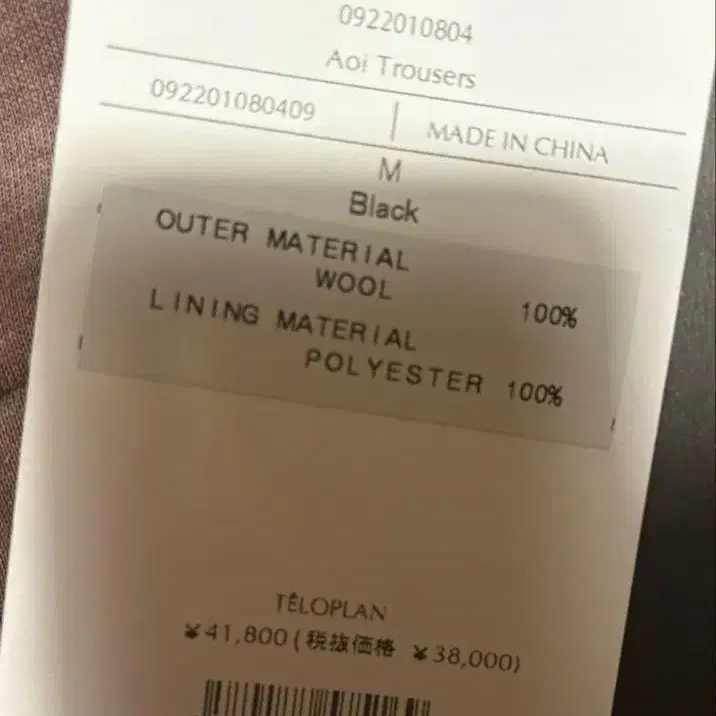 0922010804
Aoi Trousers
092201080409 | MADE IN CHINA
M
Black
OUTER MATERIAL
WOOL 100%
LINING MATERIAL
POLYESTER 100%
TÊLOPLAN
¥41,800(税抜価格 ¥38,000)